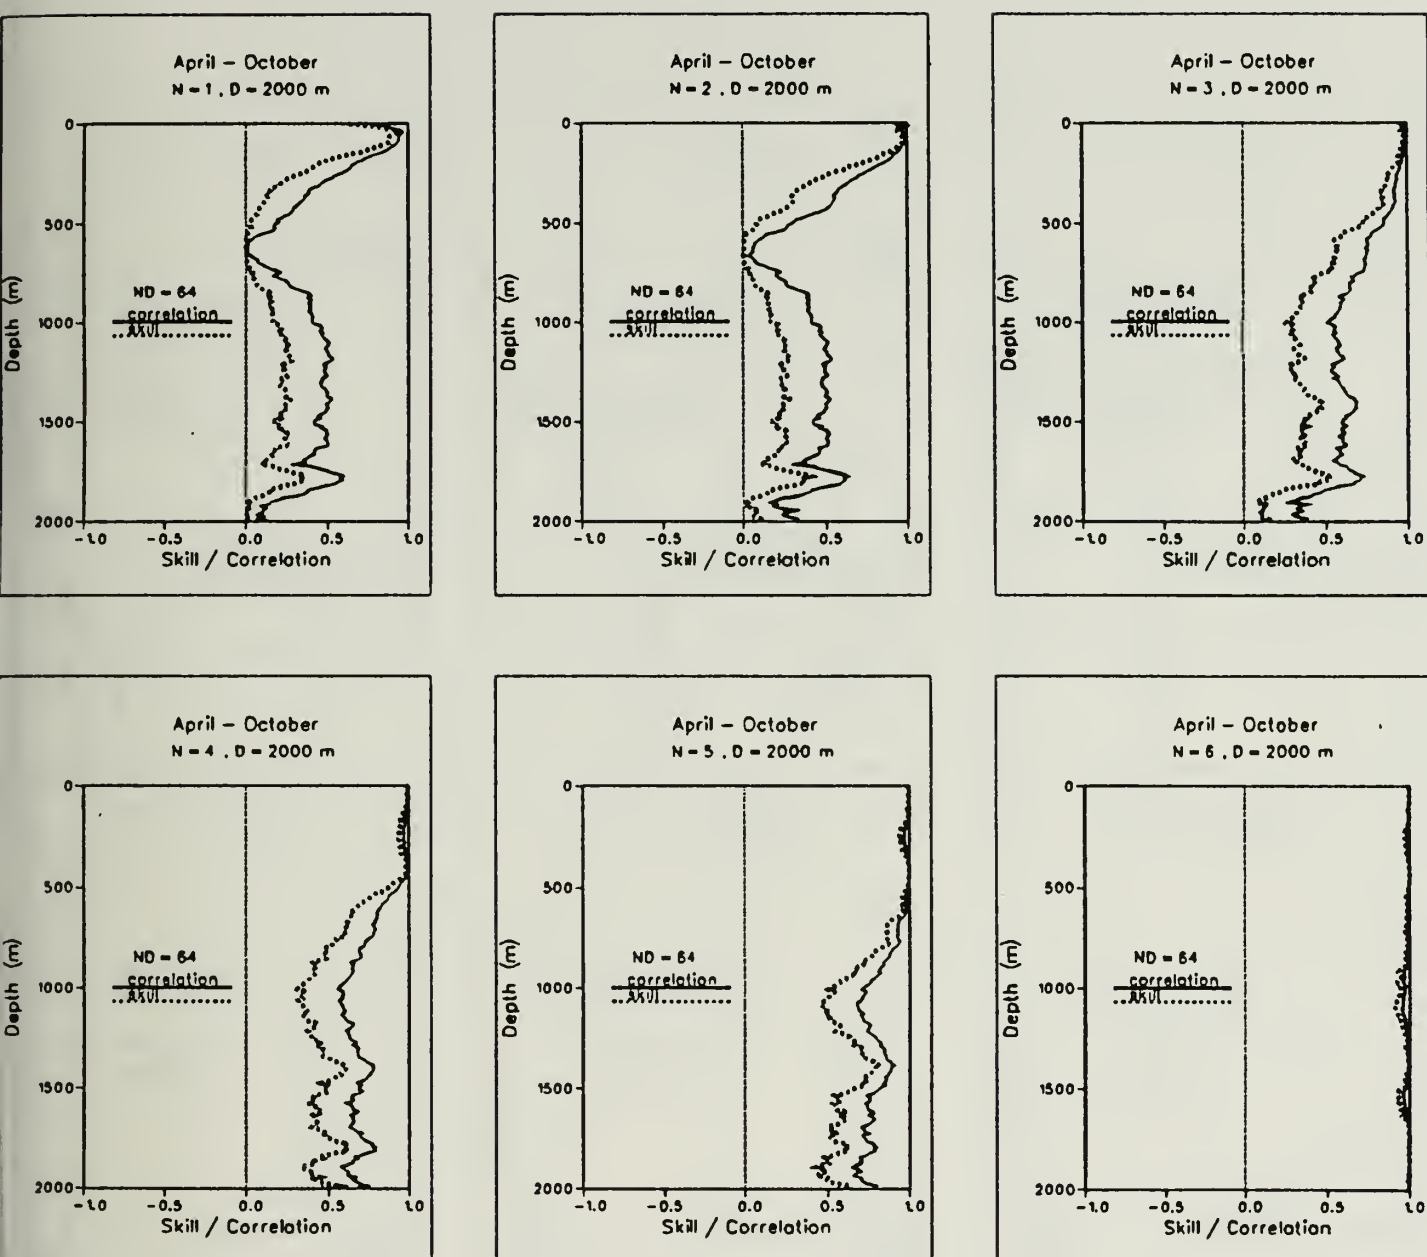 April – October
N = 1 , D = 2000 m
0
500
1000
1500
2000
Depth (m)
ND = 64
correlation
skill
-1.0 -0.5 0.0 0.5 1.0
Skill / Correlation
April – October
N = 2 , D = 2000 m
0
500
1000
1500
2000
Depth (m)
ND = 64
correlation
skill
-1.0 -0.5 0.0 0.5 1.0
Skill / Correlation
April – October
N = 3 , D = 2000 m
0
500
1000
1500
2000
Depth (m)
ND = 64
correlation
skill
-1.0 -0.5 0.0 0.5 1.0
Skill / Correlation
April – October
N = 4 , D = 2000 m
0
500
1000
1500
2000
Depth (m)
ND = 64
correlation
skill
-1.0 -0.5 0.0 0.5 1.0
Skill / Correlation
April – October
N = 5 , D = 2000 m
0
500
1000
1500
2000
Depth (m)
ND = 64
correlation
skill
-1.0 -0.5 0.0 0.5 1.0
Skill / Correlation
April – October
N = 6 , D = 2000 m
0
500
1000
1500
2000
Depth (m)
ND = 64
correlation
skill
-1.0 -0.5 0.0 0.5 1.0
Skill / Correlation